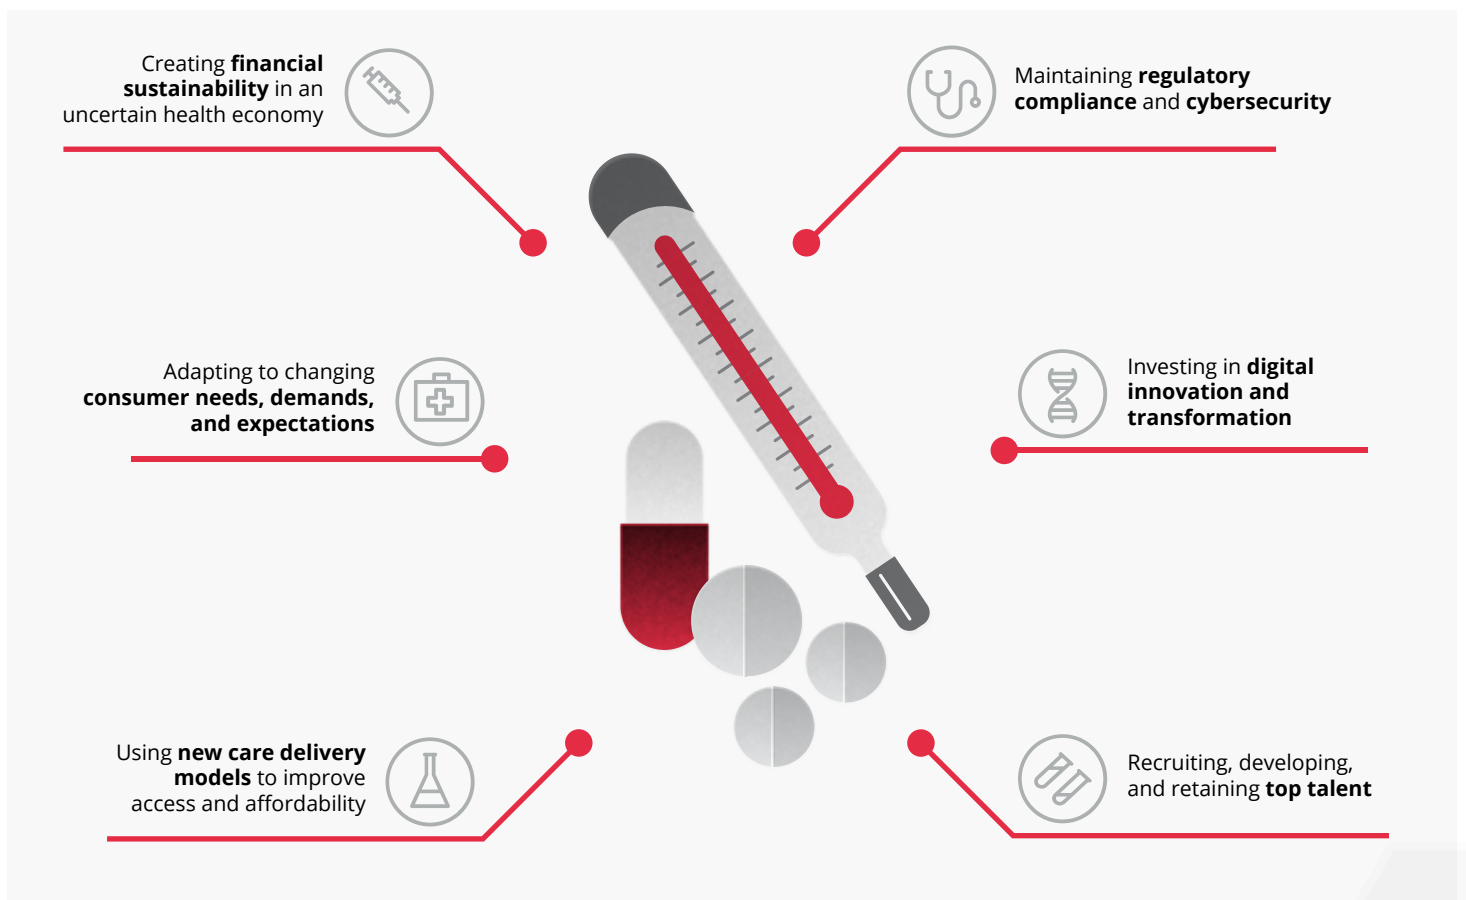 Creating financial
sustainability in an
uncertain health economy
Maintaining regulatory
compliance and cybersecurity
Adapting to changing
consumer needs, demands,
and expectations
Investing in digital
innovation and
transformation
Using new care delivery
models to improve
access and affordability
Recruiting, developing,
and retaining top talent